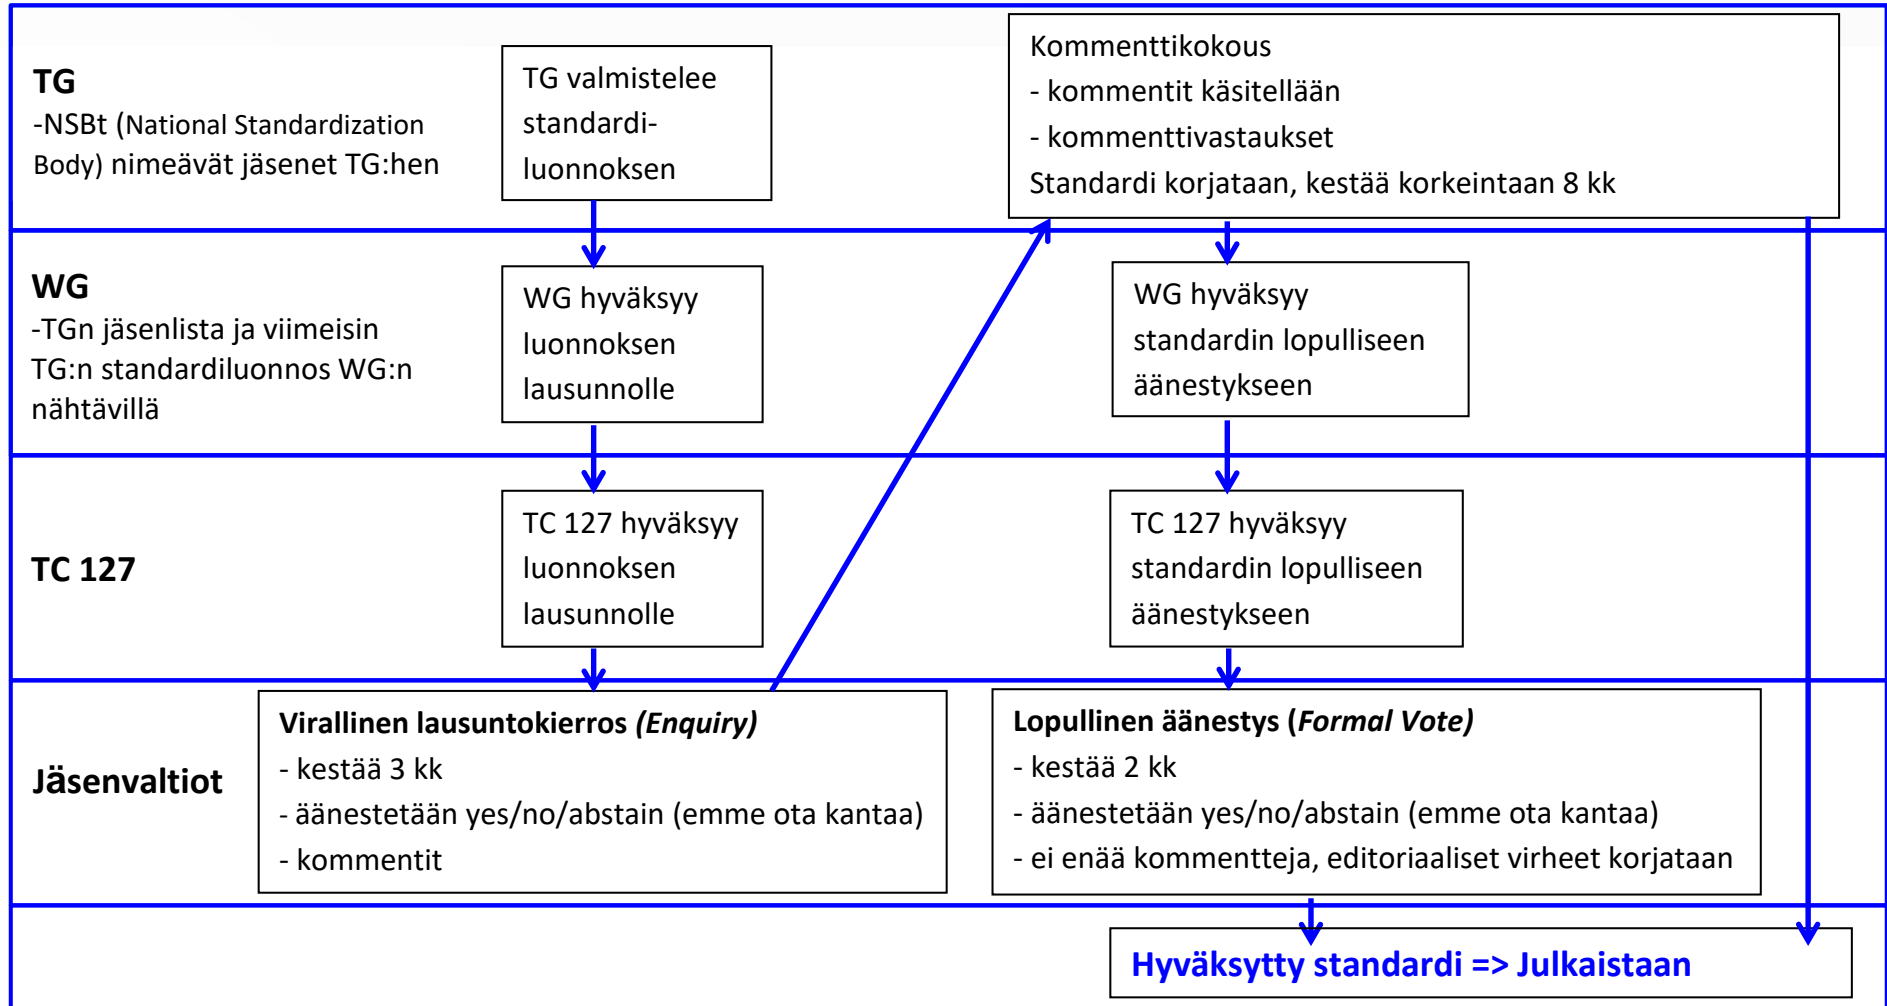 TG
-NSBt (National Standardization
Body) nimeävät jäsenet TG:hen
TG valmistelee
standardi-
luonnoksen
Kommenttikokous
- kommentit käsitellään
- kommenttivastaukset
Standardi korjataan, kestää korkeintaan 8 kk
WG
-TGn jäsenlista ja viimeisin
TG:n standardiluonnos WG:n
nähtävillä
WG hyväksyy
luonnoksen
lausunnolle
WG hyväksyy
standardin lopulliseen
äänestykseen
TC 127
TC 127 hyväksyy
luonnoksen
lausunnolle
TC 127 hyväksyy
standardin lopulliseen
äänestykseen
Jäsenvaltiot
Virallinen lausuntokierros (Enquiry)
- kestää 3 kk
- äänestetään yes/no/abstain (emme ota kantaa)
- kommentit
Lopullinen äänestys (Formal Vote)
- kestää 2 kk
- äänestetään yes/no/abstain (emme ota kantaa)
- ei enää kommentteja, editoriaaliset virheet korjataan
Hyväksytty standardi => Julkaistaan